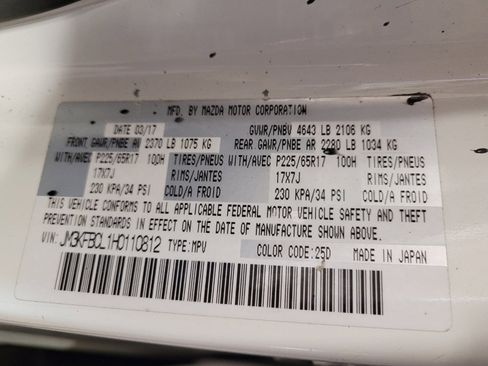 MFD. BY MAZDA MOTOR CORPORATION
DATE 03/17 GVWR/PNBV 4643 LB 2106 KG
FRONT GAWR/PNBE AV 2370 LB 1075 KG REAR GAWR/PNBE AR 2280 LB 1034 KG
WITH/AVEC P225/65R17 100H TIRES/PNEUS WITH/AVEC P225/65R17 100H TIRES/PNEUS
17X7J RIMS/JANTES 17X7J RIMS/JANTES
230 KPA/34 PSI COLD/A FROID 230 KPA/34 PSI COLD/A FROID
THIS VEHICLE CONFORMS TO ALL APPLICABLE FEDERAL MOTOR VEHICLE SAFETY AND THEFT
PREVENTION STANDARDS IN EFFECT ON THE DATE OF MANUFACTURE SHOWN ABOVE.
VIN: JM3KFBCL1H0110812 TYPE: MPV COLOR CODE: 25D MADE IN JAPAN